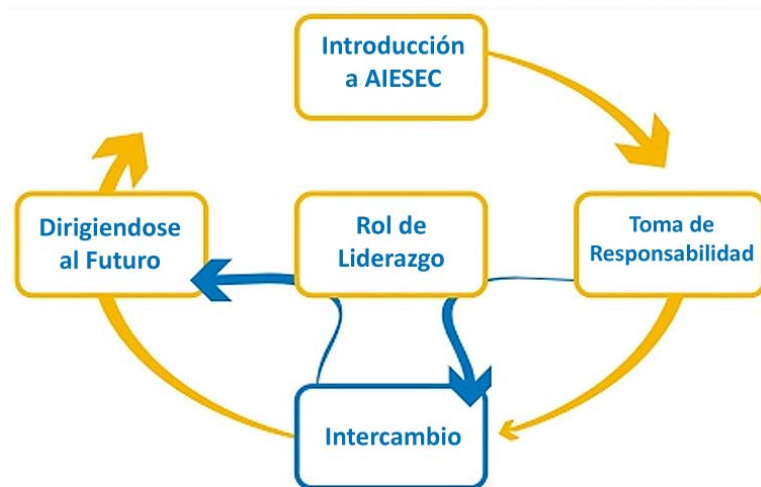 Introducción
a AIESEC
Dirigiendose
al Futuro
Rol de
Liderazgo
Toma de
Responsabilidad
Intercambio